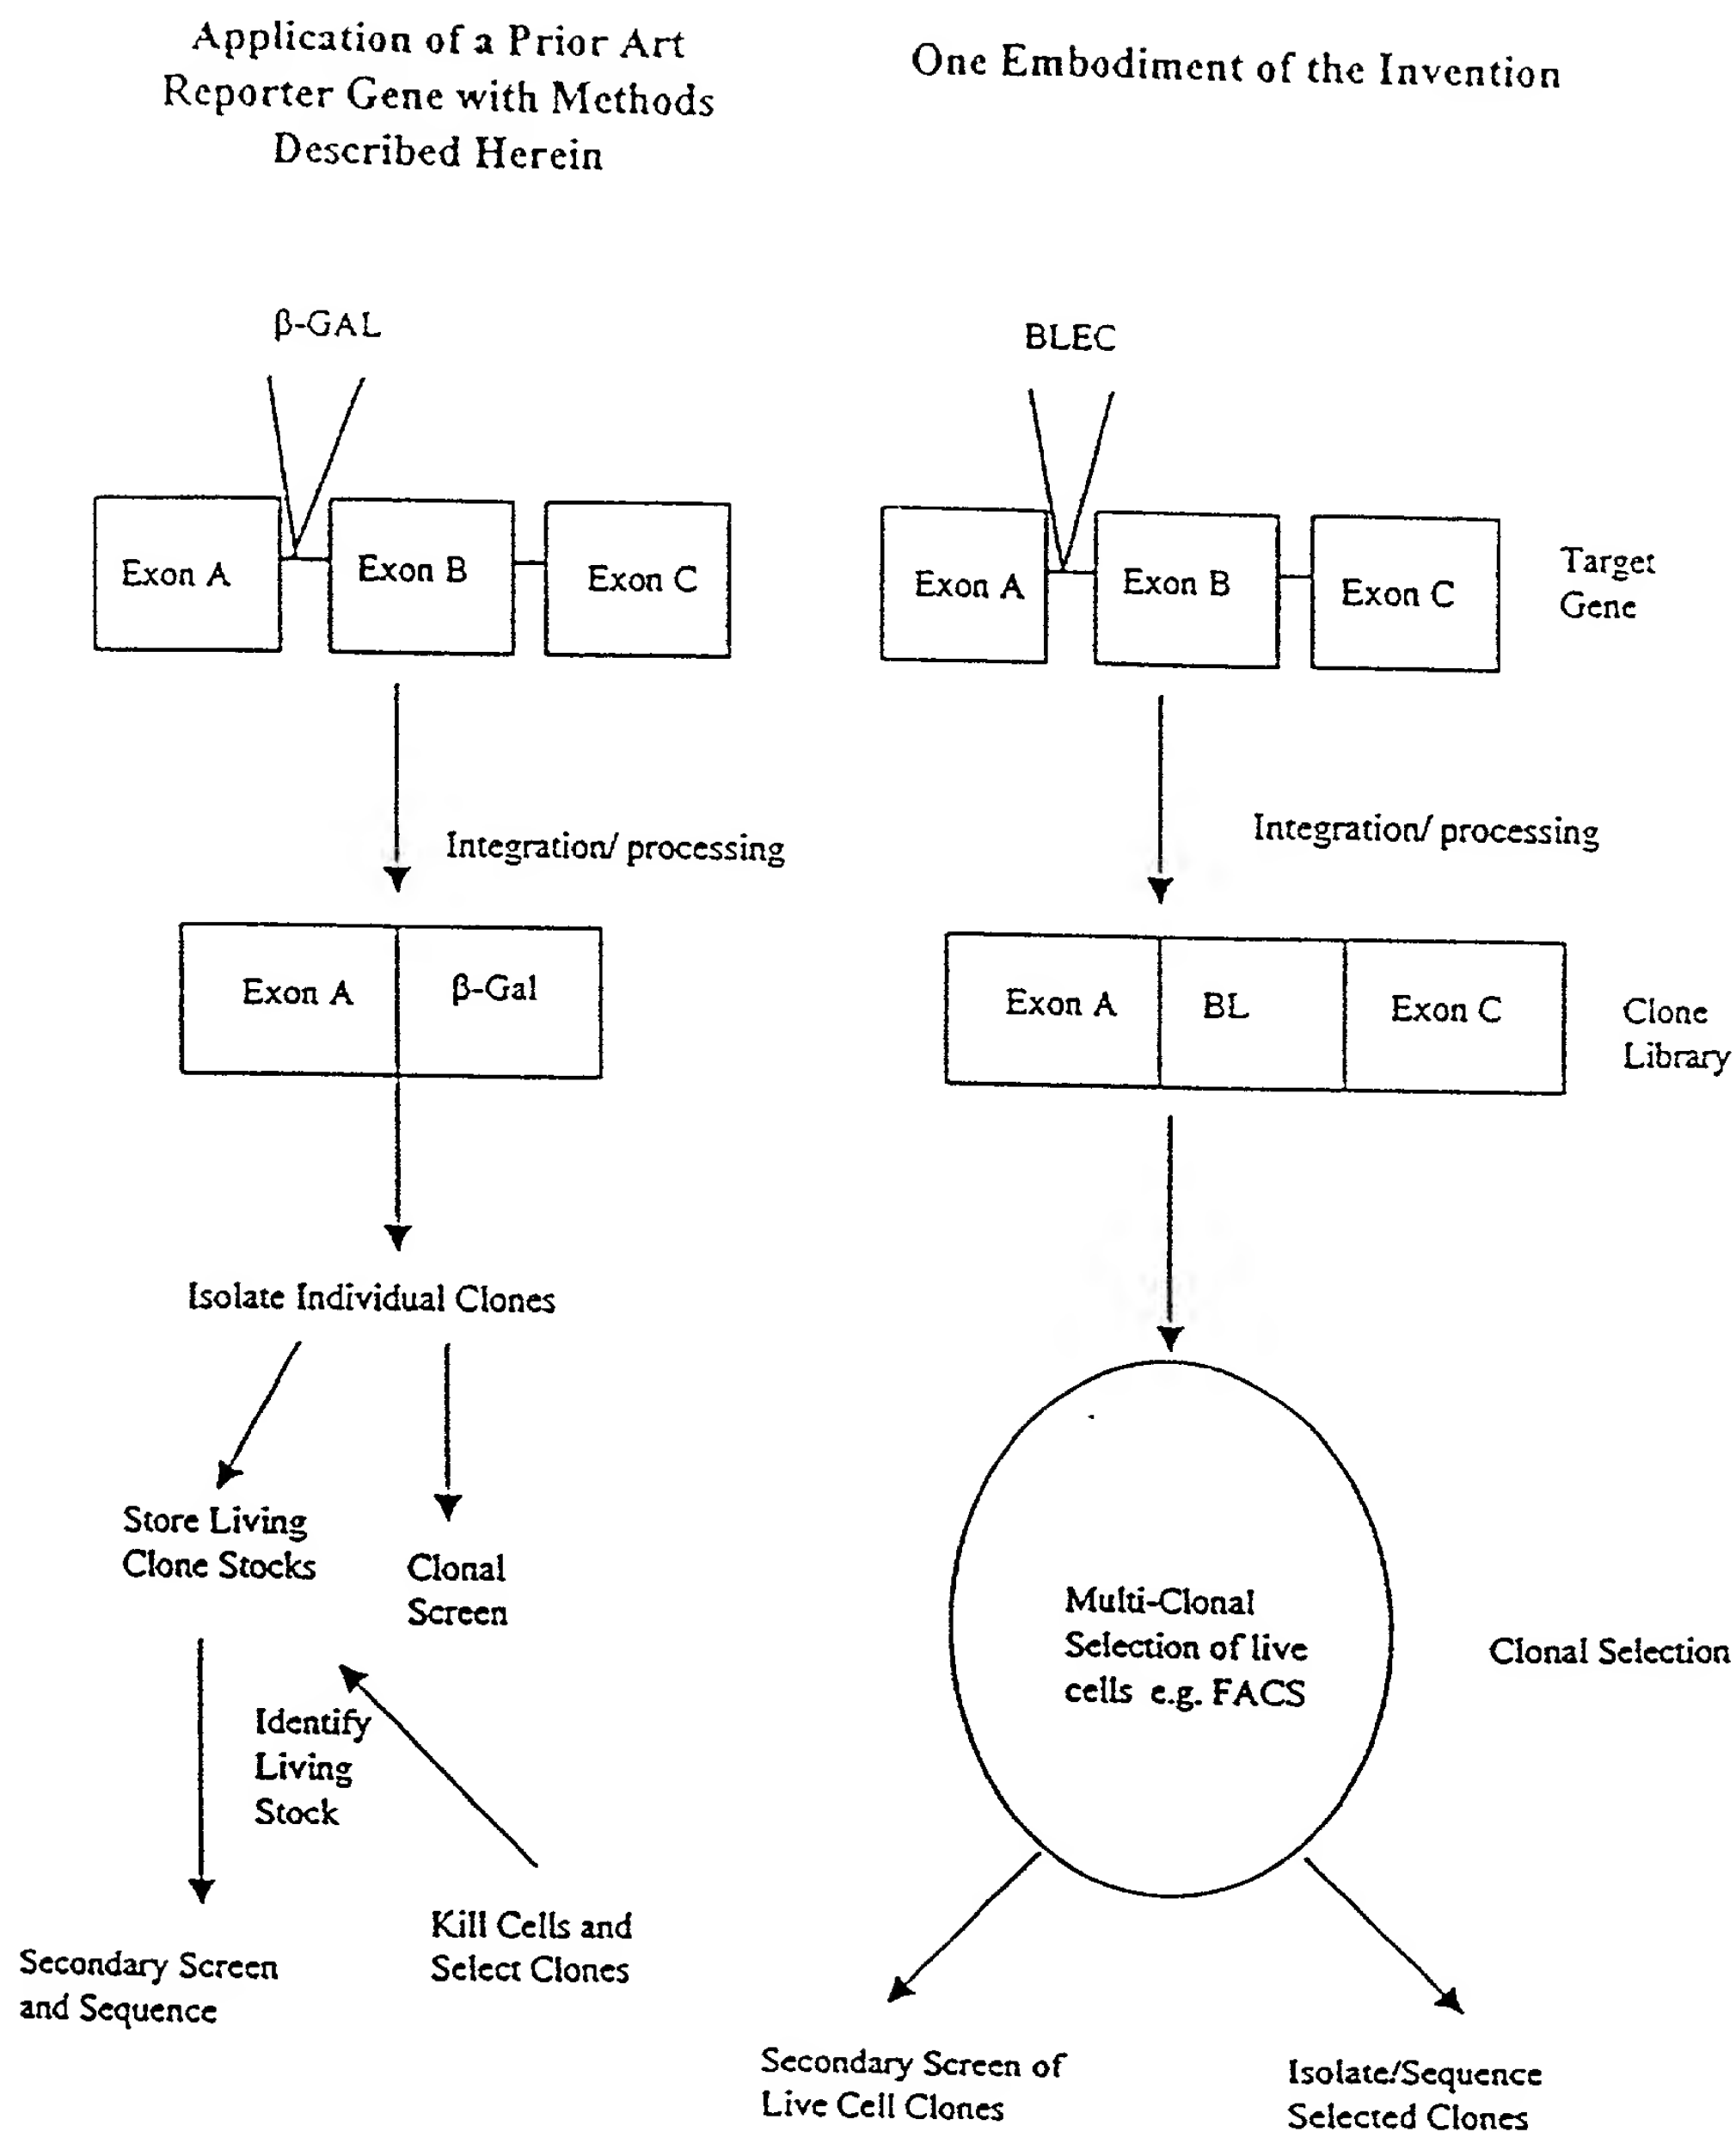 Application of a Prior Art
Reporter Gene with Methods
Described Herein
One Embodiment of the Invention
β-GAL
BLEC
Exon A
Exon B
Exon C
Exon A
Exon B
Exon C
Target
Gene
Integration/ processing
Integration/ processing
Exon A
β-Gal
Exon A
BL
Exon C
Clone
Library
Isolate Individual Clones
Store Living
Clone Stocks
Clonal
Screen
Identify
Living
Stock
Kill Cells and
Select Clones
Secondary Screen
and Sequence
Multi-Clonal
Selection of live
cells e.g. FACS
Clonal Selection
Secondary Screen of
Live Cell Clones
Isolate/Sequence
Selected Clones